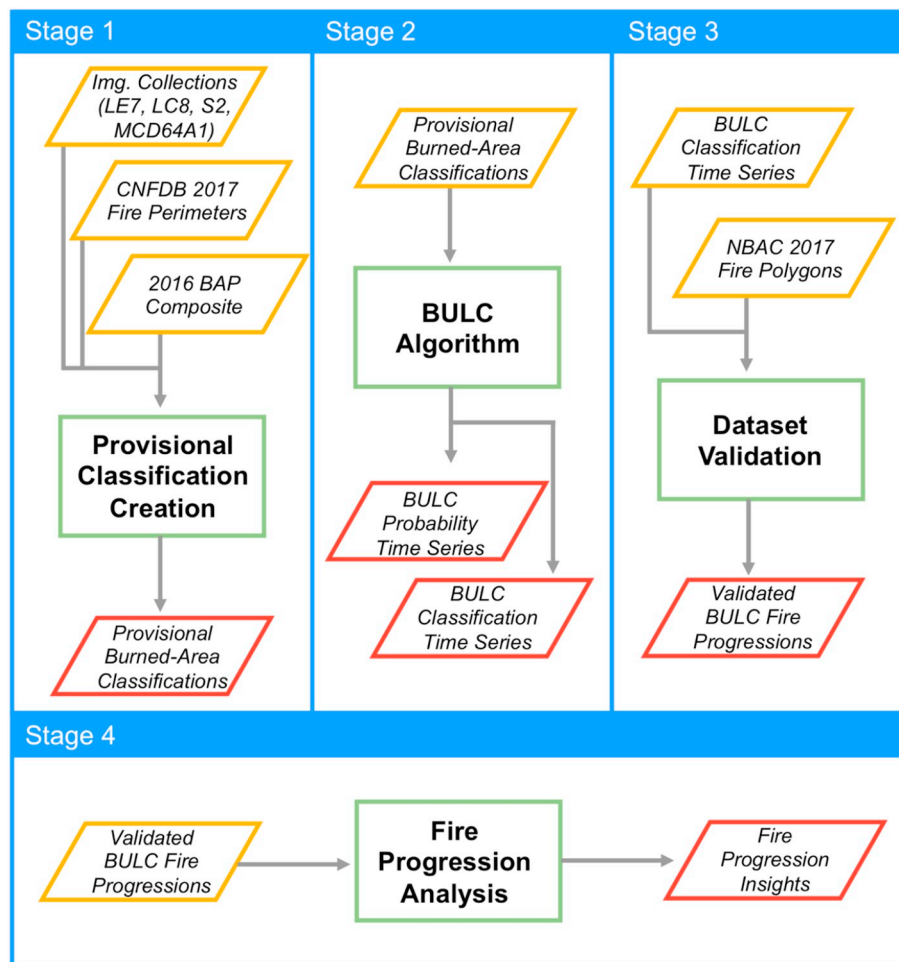 Stage 1
Img. Collections
(LE7, LC8, S2,
MCD64A1)
CNFDB 2017
Fire Perimeters
2016 BAP
Composite
Provisional
Classification
Creation
Provisional
Burned-Area
Classifications
Stage 2
Provisional
Burned-Area
Classifications
BULC
Algorithm
BULC
Probability
Time Series
BULC
Classification
Time Series
Stage 3
BULC
Classification
Time Series
NBAC 2017
Fire Polygons
Dataset
Validation
Validated
BULC Fire
Progressions
Stage 4
Validated
BULC Fire
Progressions
Fire
Progression
Analysis
Fire
Progression
Insights